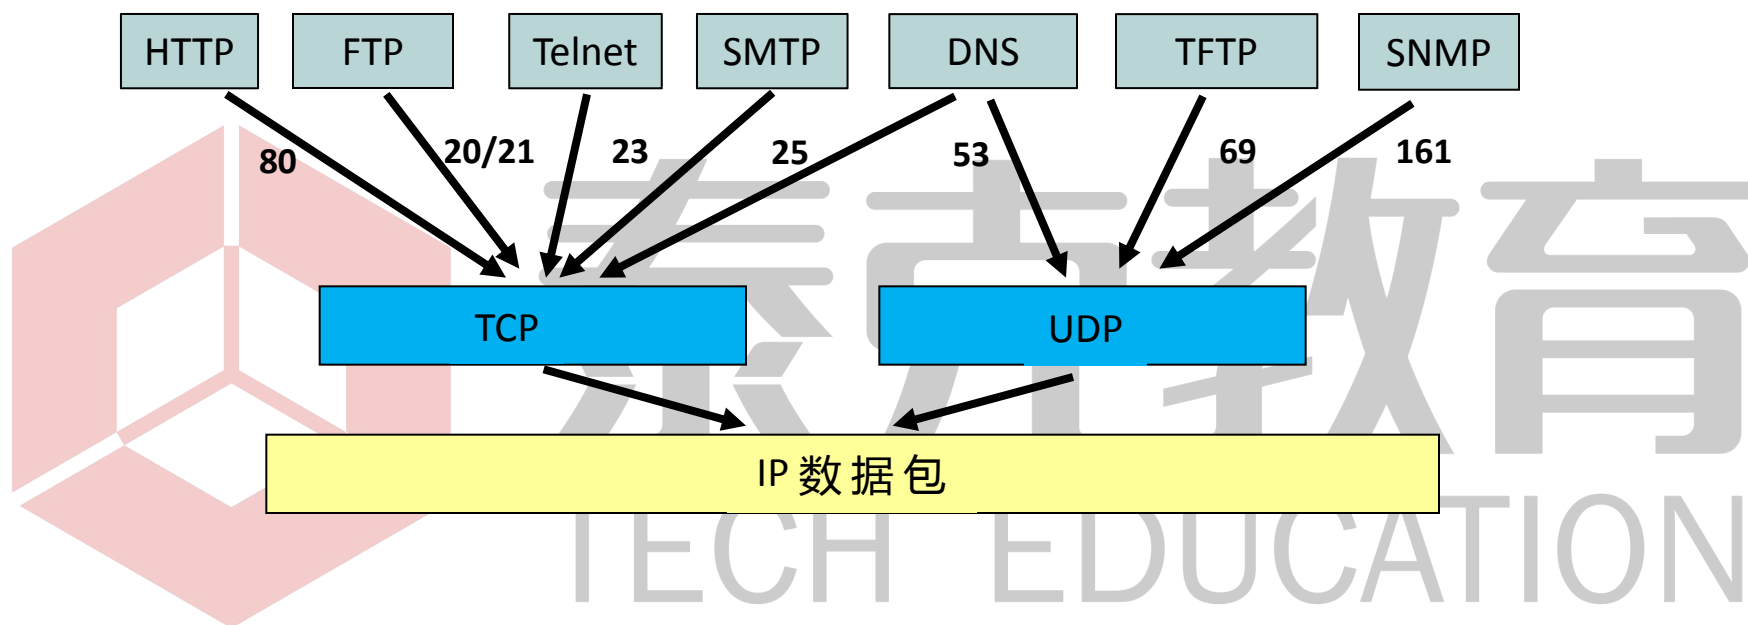 HTTP FTP Telnet SMTP DNS TFTP SNMP
80 20/21 23 25 53 69 161
TCP UDP
IP 数据包
泰克教育
TECH EDUCATION